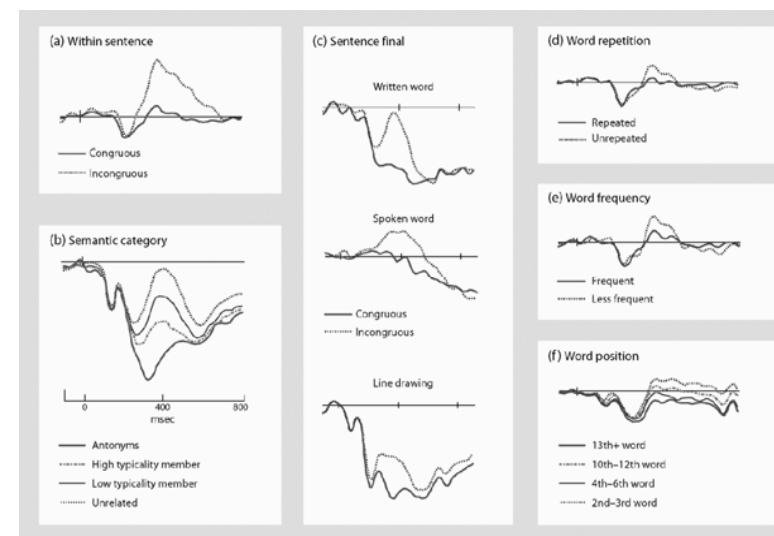 (a) Within sentence
Congruous
Incongruous
(b) Semantic category
0 400 800
msec
Antonyms
High typicality member
Low typicality member
Unrelated
(c) Sentence final
Written word
Spoken word
Congruous
Incongruous
Line drawing
(d) Word repetition
Repeated
Unrepeated
(e) Word frequency
Frequent
Less frequent
(f) Word position
13th+ word
10th–12th word
4th–6th word
2nd–3rd word